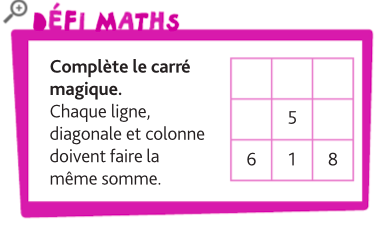 DÉFI MATHS
Complète le carré
magique.
Chaque ligne,
diagonale et colonne
doivent faire la
même somme.
5
6 1 8